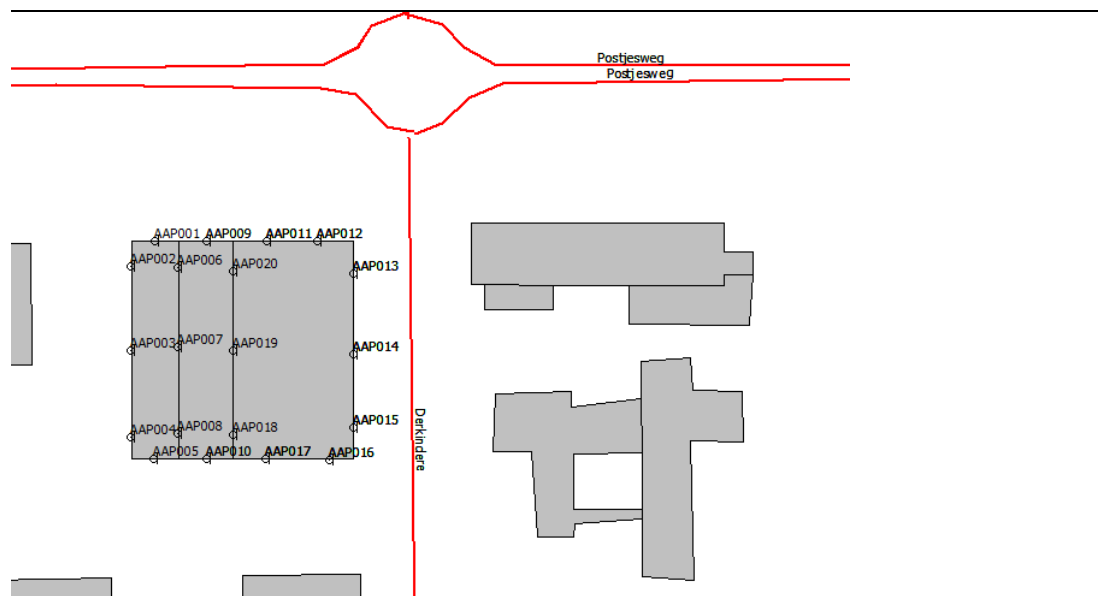 Postjesweg
Postjesweg
AAP001 AAP009 AAP011 AAP012
AAP002 AAP006 AAP020 AAP013
AAP003 AAP007 AAP019 AAP014
AAP004 AAP008 AAP018 AAP015
AAP005 AAP010 AAP017 AAP016
Derkindere